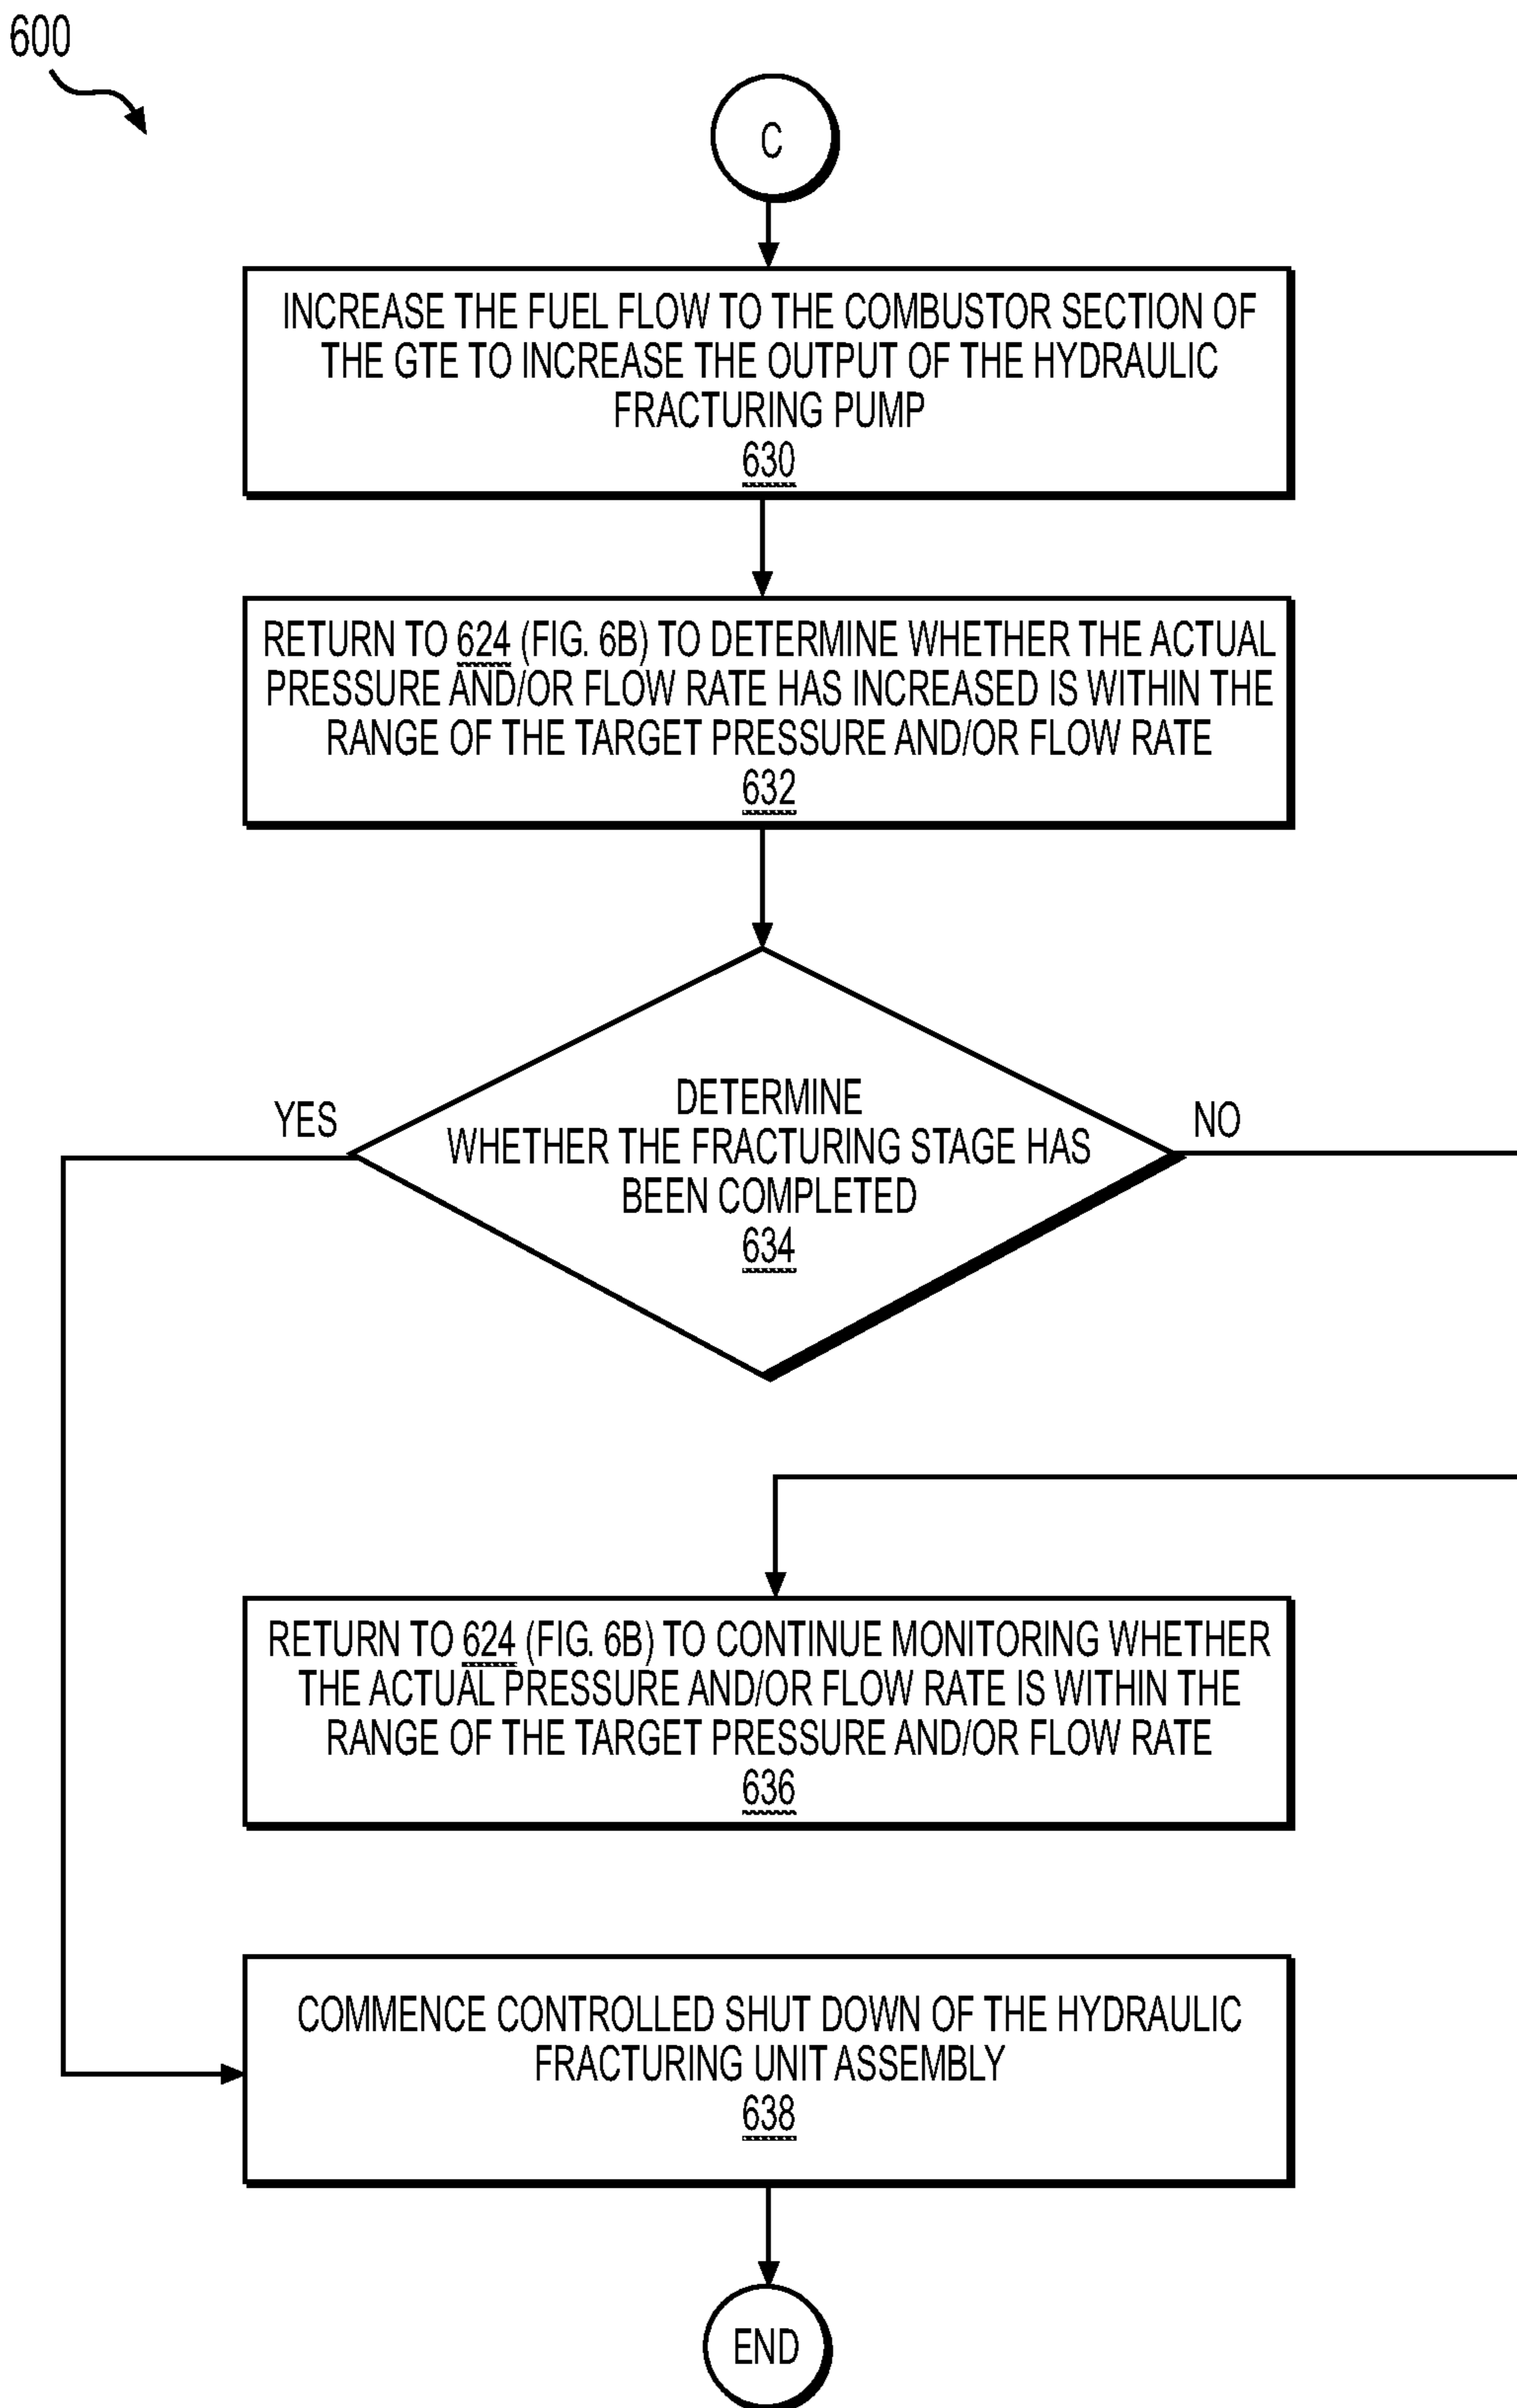 600
C
INCREASE THE FUEL FLOW TO THE COMBUSTOR SECTION OF
THE GTE TO INCREASE THE OUTPUT OF THE HYDRAULIC
FRACTURING PUMP
630
RETURN TO 624 (FIG. 6B) TO DETERMINE WHETHER THE ACTUAL
PRESSURE AND/OR FLOW RATE HAS INCREASED IS WITHIN THE
RANGE OF THE TARGET PRESSURE AND/OR FLOW RATE
632
YES
NO
DETERMINE
WHETHER THE FRACTURING STAGE HAS
BEEN COMPLETED
634
RETURN TO 624 (FIG. 6B) TO CONTINUE MONITORING WHETHER
THE ACTUAL PRESSURE AND/OR FLOW RATE IS WITHIN THE
RANGE OF THE TARGET PRESSURE AND/OR FLOW RATE
636
COMMENCE CONTROLLED SHUT DOWN OF THE HYDRAULIC
FRACTURING UNIT ASSEMBLY
638
END